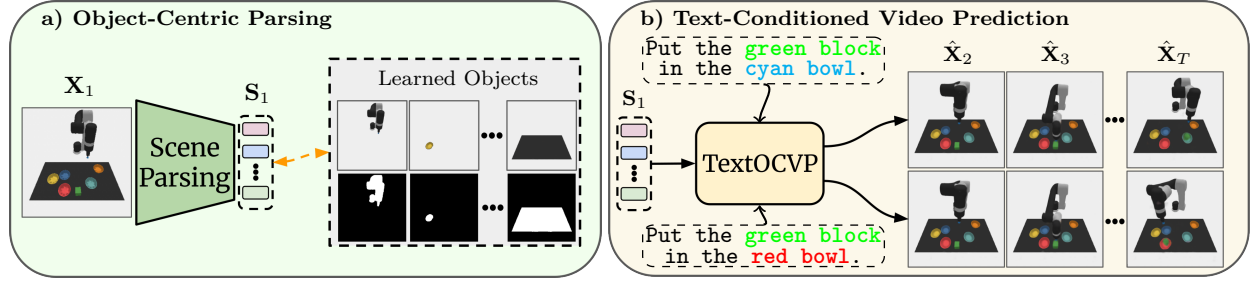 a) Object-Centric Parsing
X₁
Scene
Parsing
S₁
Learned Objects
b) Text-Conditioned Video Prediction
Put the green block
in the cyan bowl.
S₁
TextOCVP
Put the green block
in the red bowl.
X̂₂
X̂₃
X̂_T